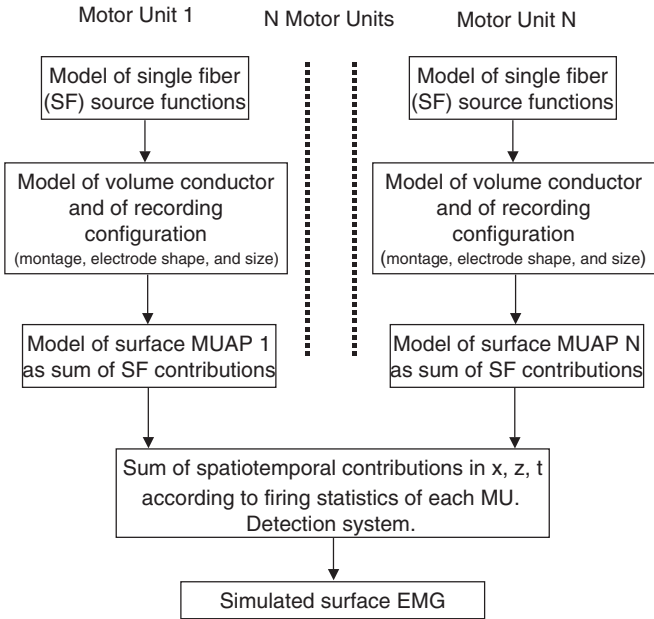 Motor Unit 1
N Motor Units
Motor Unit N
Model of single fiber
(SF) source functions
Model of single fiber
(SF) source functions
Model of volume conductor
and of recording
configuration
(montage, electrode shape, and size)
Model of volume conductor
and of recording
configuration
(montage, electrode shape, and size)
Model of surface MUAP 1
as sum of SF contributions
Model of surface MUAP N
as sum of SF contributions
Sum of spatiotemporal contributions in x, z, t
according to firing statistics of each MU.
Detection system.
Simulated surface EMG